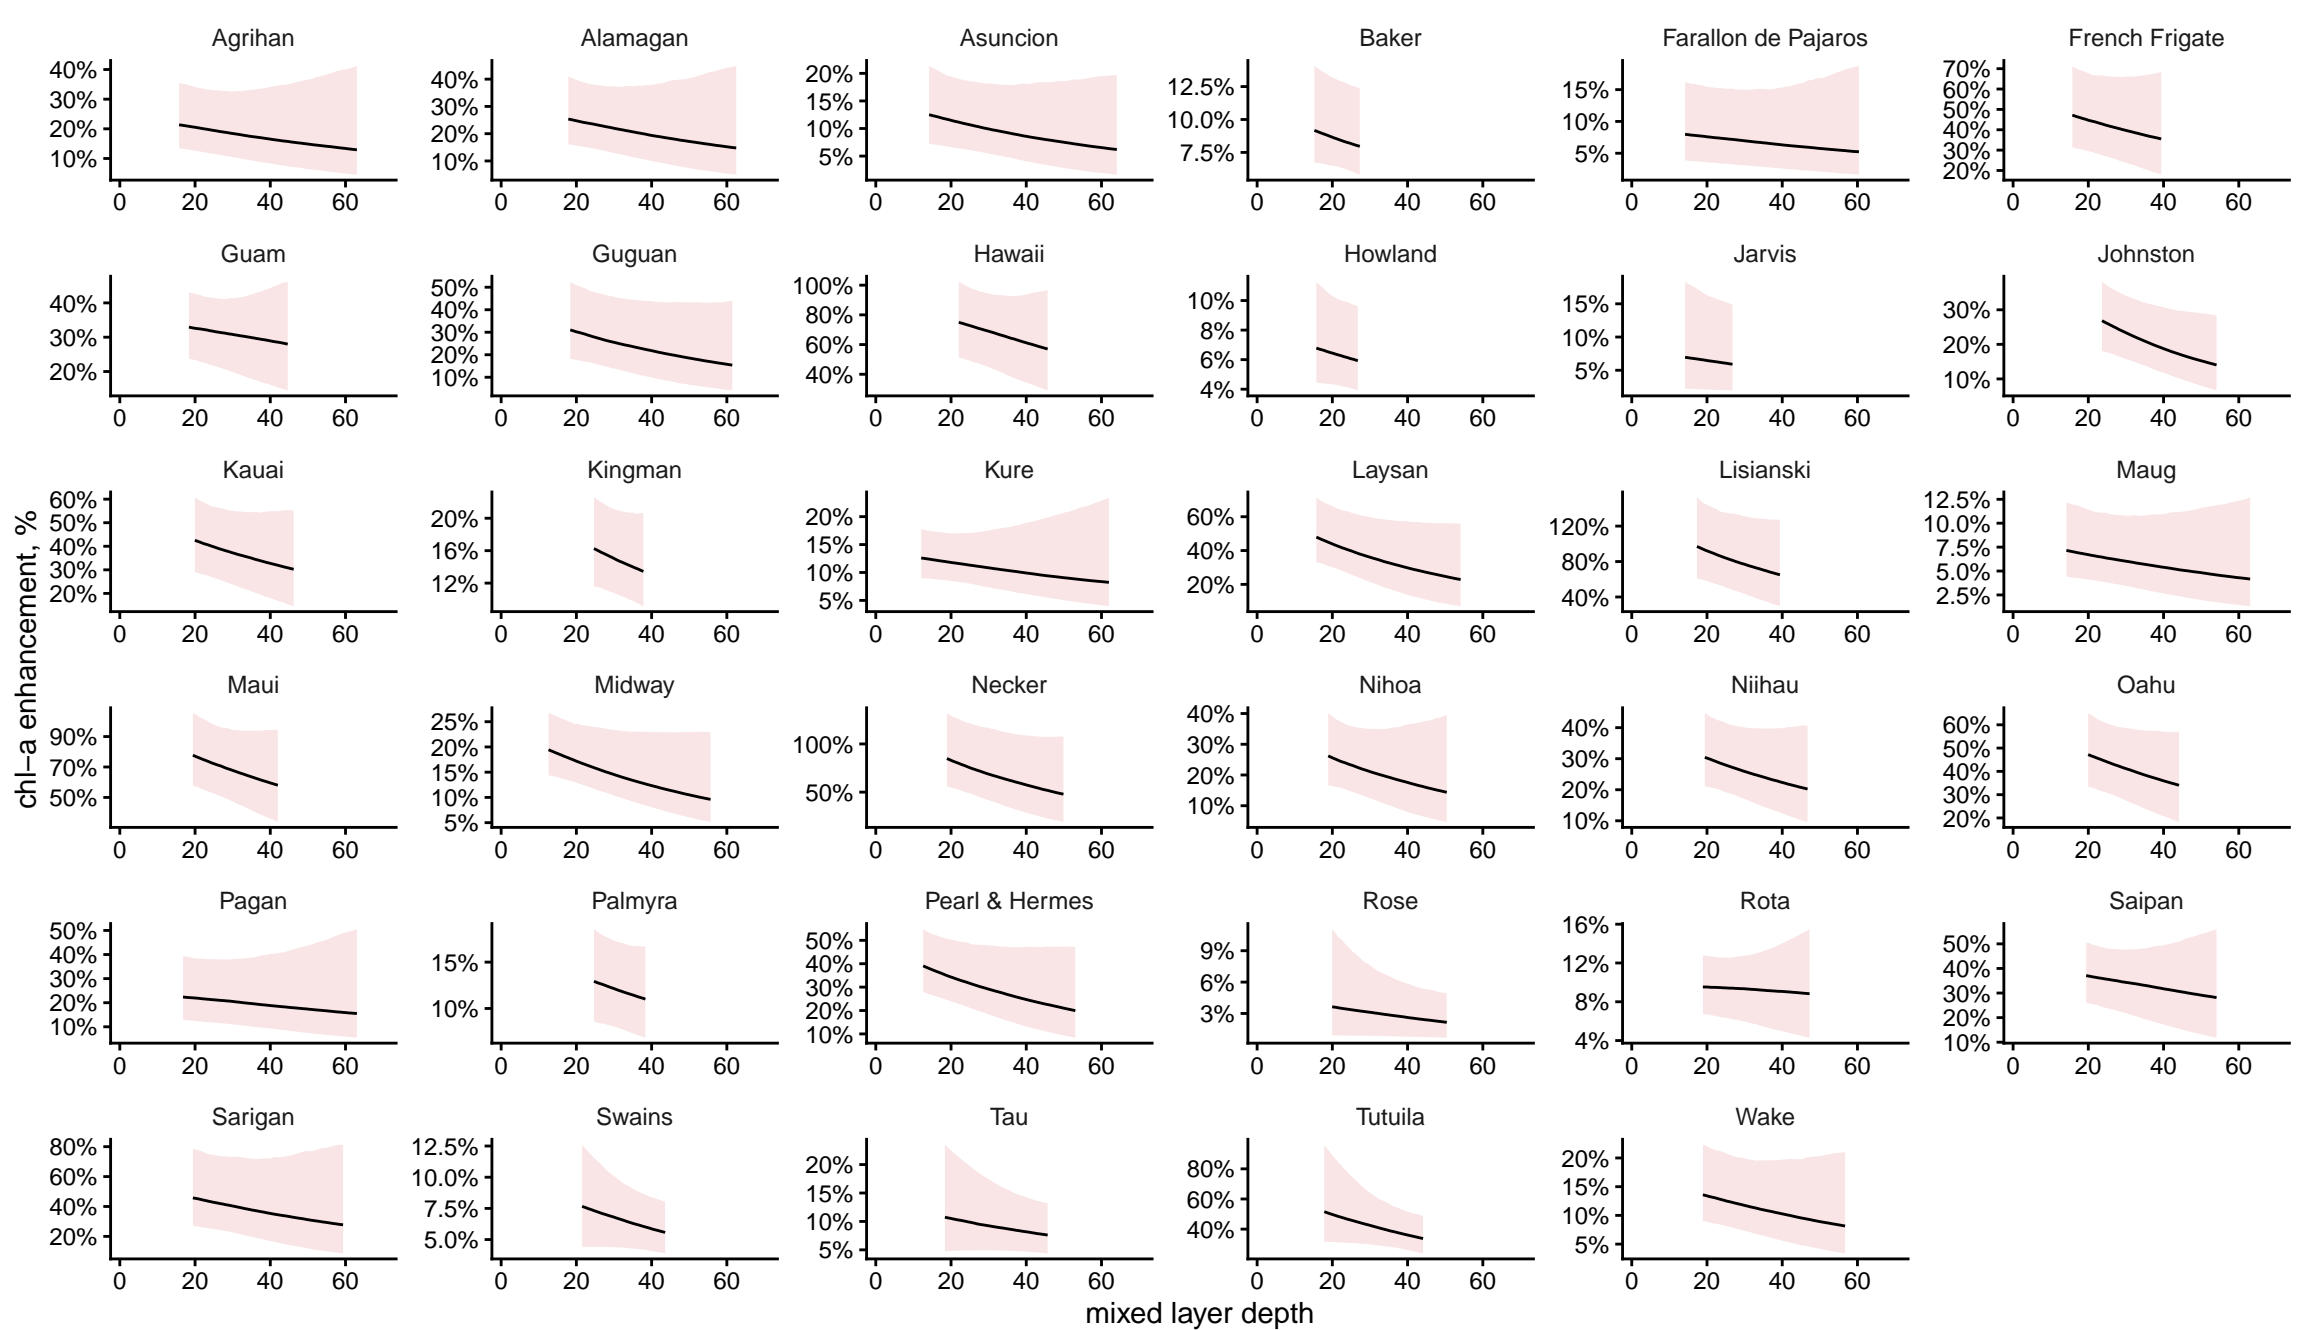 Agrihan Alamagan Asuncion Baker Farallon de Pajaros French Frigate
40% 30% 20% 10%
40% 30% 20% 10%
20% 15% 10% 5%
12.5% 10.0% 7.5%
15% 10% 5%
70% 60% 50% 40% 30% 20%
0 20 40 60 0 20 40 60 0 20 40 60 0 20 40 60 0 20 40 60 0 20 40 60
Guam Guguan Hawaii Howland Jarvis Johnston
40% 30% 20%
50% 40% 30% 20% 10%
100% 80% 60% 40%
10% 8% 6% 4%
15% 10% 5%
30% 20% 10%
0 20 40 60 0 20 40 60 0 20 40 60 0 20 40 60 0 20 40 60 0 20 40 60
Kauai Kingman Kure Laysan Lisianski Maug
60% 50% 40% 30% 20%
20% 16% 12%
20% 15% 10% 5%
60% 40% 20%
120% 80% 40%
12.5% 10.0% 7.5% 5.0% 2.5%
0 20 40 60 0 20 40 60 0 20 40 60 0 20 40 60 0 20 40 60 0 20 40 60
chl−a enhancement, %
Maui Midway Necker Nihoa Niihau Oahu
90% 70% 50%
25% 20% 15% 10% 5%
100% 50%
40% 30% 20% 10%
40% 30% 20% 10%
60% 50% 40% 30% 20%
0 20 40 60 0 20 40 60 0 20 40 60 0 20 40 60 0 20 40 60 0 20 40 60
Pagan Palmyra Pearl & Hermes Rose Rota Saipan
50% 40% 30% 20% 10%
15% 10%
50% 40% 30% 20% 10%
9% 6% 3%
16% 12% 8% 4%
50% 40% 30% 20% 10%
0 20 40 60 0 20 40 60 0 20 40 60 0 20 40 60 0 20 40 60 0 20 40 60
Sarigan Swains Tau Tutuila Wake
80% 60% 40% 20%
12.5% 10.0% 7.5% 5.0%
20% 15% 10% 5%
80% 60% 40%
20% 15% 10% 5%
0 20 40 60 0 20 40 60 0 20 40 60 0 20 40 60 0 20 40 60
mixed layer depth